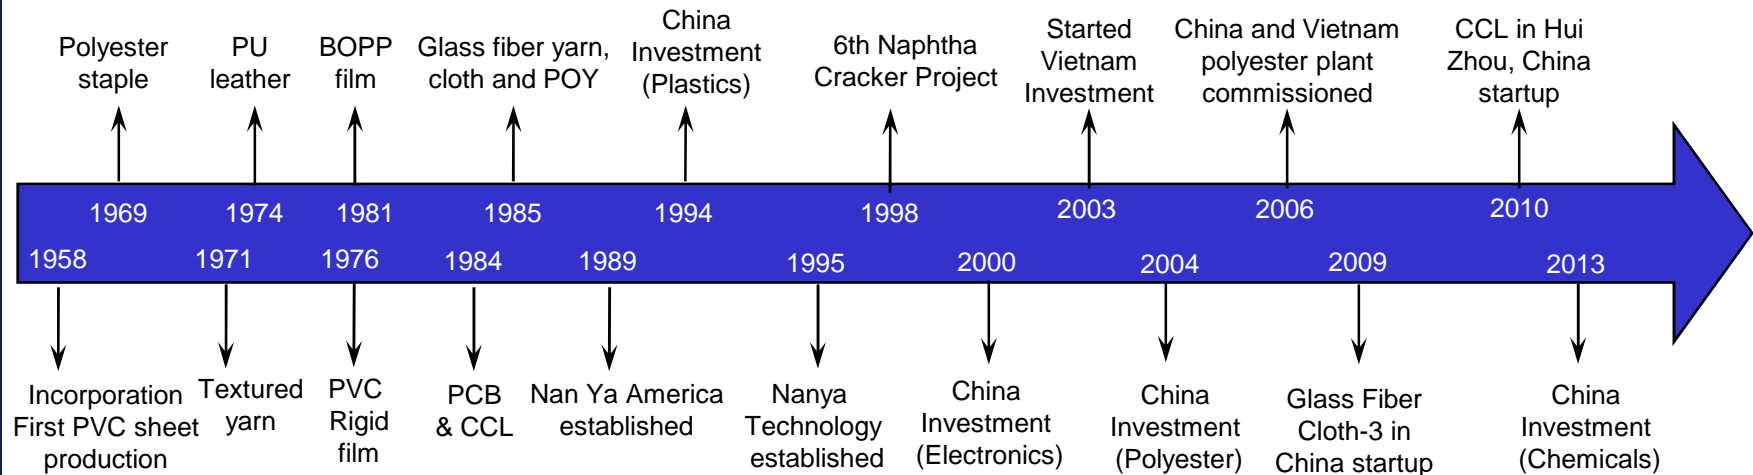 Polyester
staple
PU
leather
BOPP
film
Glass fiber yarn,
cloth and POY
China
Investment
(Plastics)
6th Naphtha
Cracker Project
Started
Vietnam
Investment
China and Vietnam
polyester plant
commissioned
CCL in Hui
Zhou, China
startup
1969
1974
1981
1985
1994
1998
2003
2006
2010
1958
1971
1976
1984
1989
1995
2000
2004
2009
2013
Incorporation
First PVC sheet
production
Textured
yarn
PVC
Rigid
film
PCB
& CCL
Nan Ya America
established
Nanya
Technology
established
China
Investment
(Electronics)
China
Investment
(Polyester)
Glass Fiber
Cloth-3 in
China startup
China
Investment
(Chemicals)